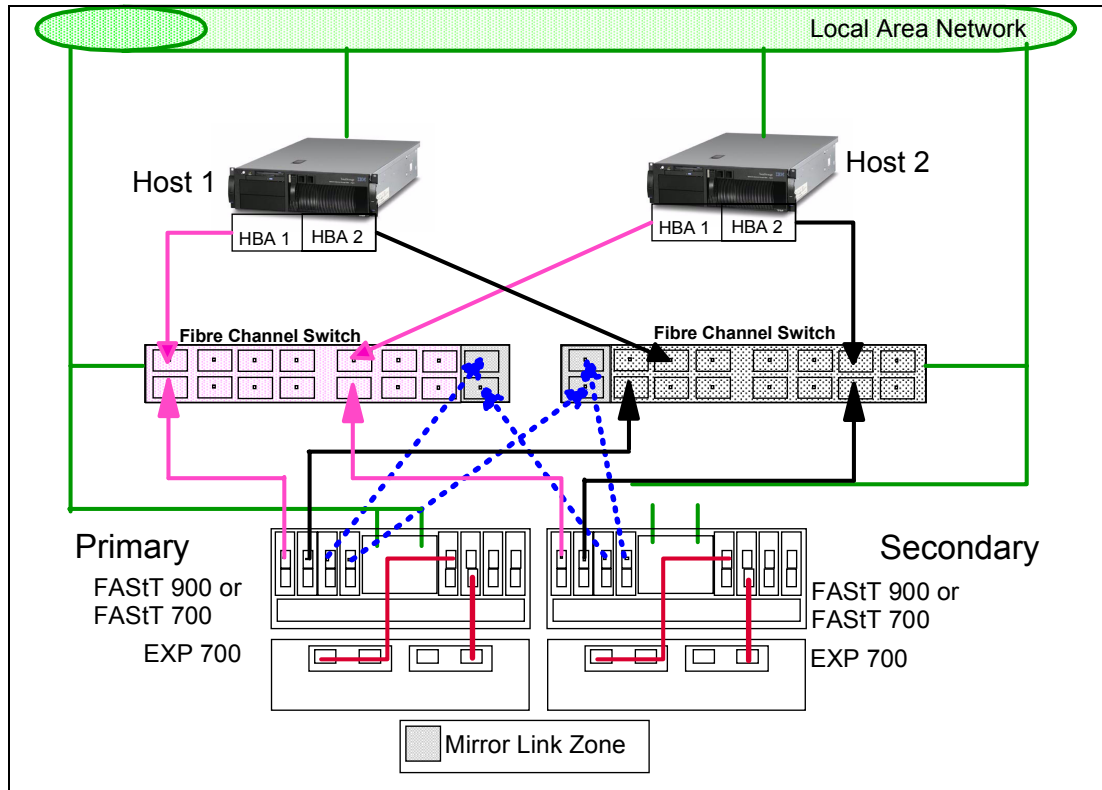 Local Area Network
Host 1
Host 2
HBA 1
HBA 2
HBA 1
HBA 2
Fibre Channel Switch
Fibre Channel Switch
Primary
Secondary
FAStT 900 or
FAStT 700
FAStT 900 or
FAStT 700
EXP 700
EXP 700
Mirror Link Zone